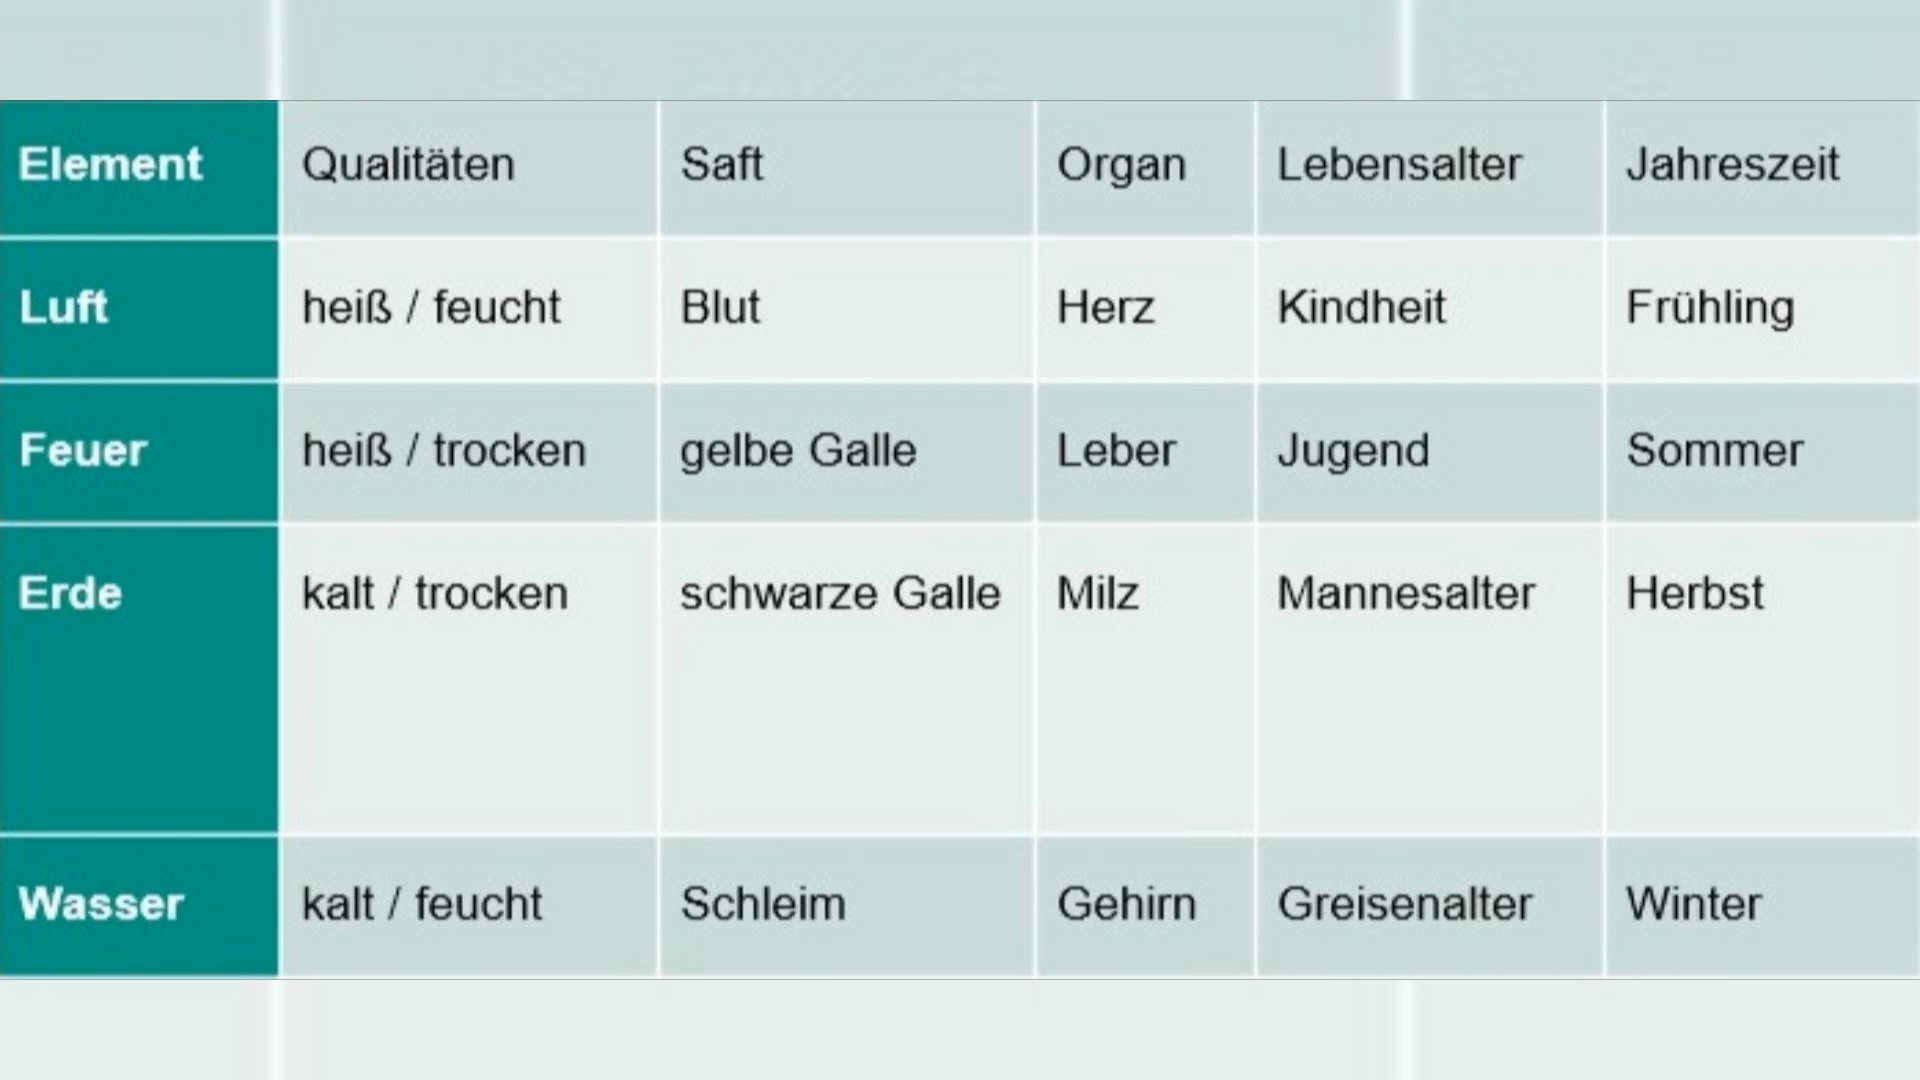 Element Qualitäten Saft Organ Lebensalter Jahreszeit
Luft heiß / feucht Blut Herz Kindheit Frühling
Feuer heiß / trocken gelbe Galle Leber Jugend Sommer
Erde kalt / trocken schwarze Galle Milz Mannesalter Herbst
Wasser kalt / feucht Schleim Gehirn Greisenalter Winter